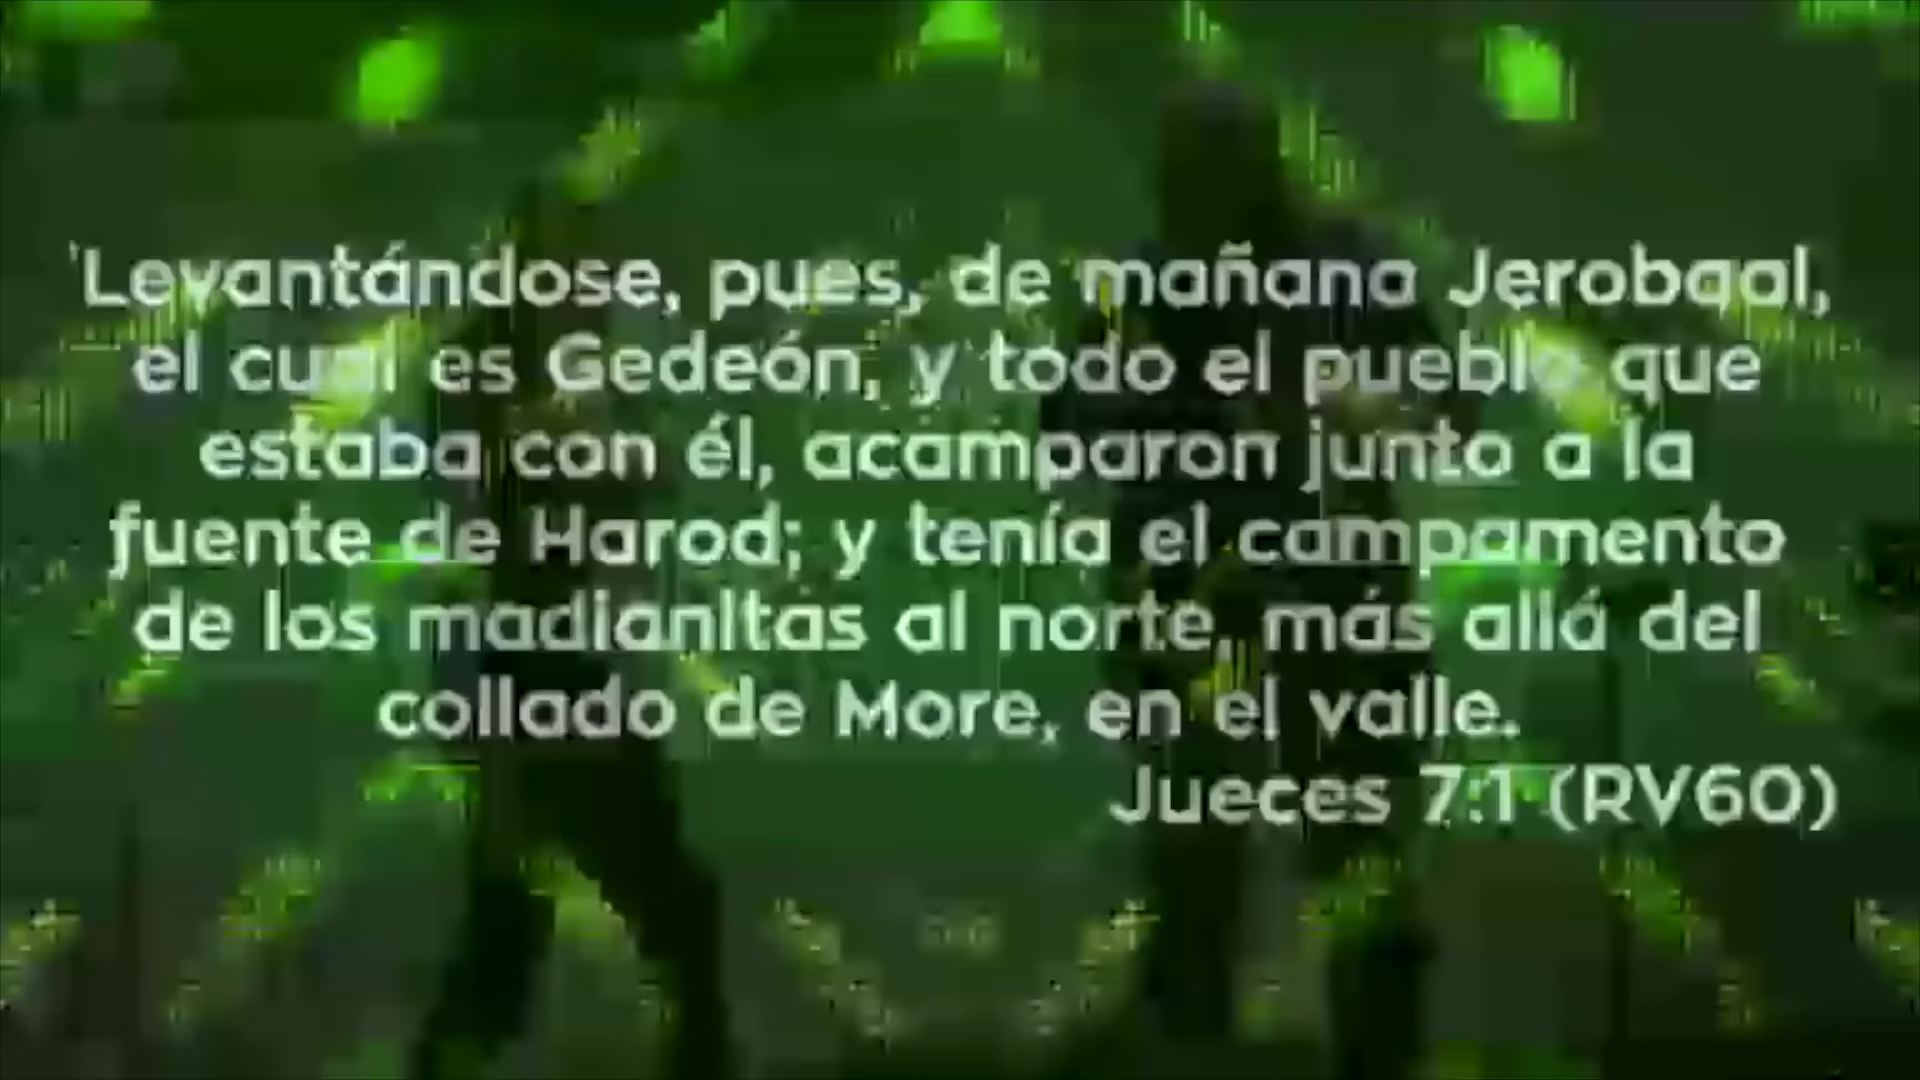 'Levantándose, pues, de mañana Jerobaal,
el cual es Gedeón, y todo el pueblo que
estaba con él, acamparon junto a la
fuente de Harod; y tenía el campamento
de los madianitas al norte, más allá del
collado de More, en el valle.
Jueces 7:1 (RV60)